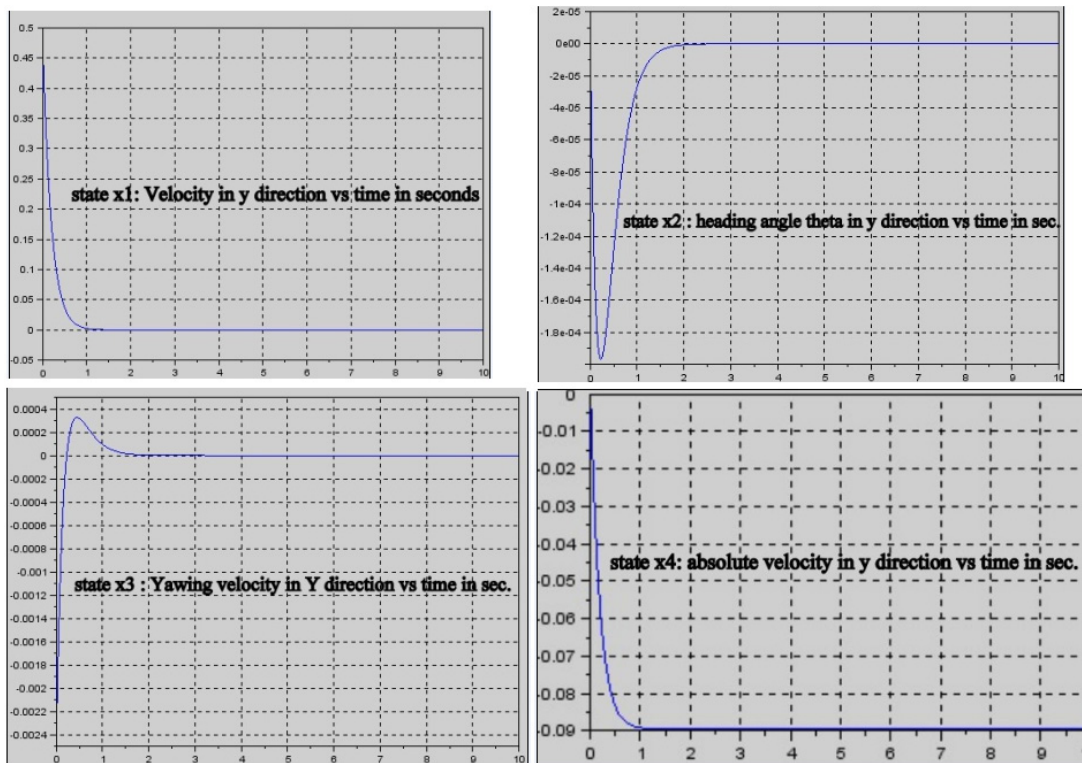 0.5
0.45
0.4
0.35
0.3
0.25
0.2
0.15
0.1
0.05
0
-0.05
0 1 2 3 4 5 6 7 8 9 10
state x1: Velocity in y direction vs time in seconds
2e-05
0e00
-2e-05
-4e-05
-6e-05
-8e-05
-1e-04
-1.2e-04
-1.4e-04
-1.6e-04
-1.8e-04
0 1 2 3 4 5 6 7 8 9 10
state x2 : heading angle theta in y direction vs time in sec.
0.0004
0.0002
0
-0.0002
-0.0004
-0.0006
-0.0008
-0.001
-0.0012
-0.0014
-0.0016
-0.0018
-0.002
-0.0022
-0.0024
0 1 2 3 4 5 6 7 8 9 10
state x3 : Yawing velocity in Y direction vs time in sec.
0
-0.01
-0.02
-0.03
-0.04
-0.05
-0.06
-0.07
-0.08
-0.09
0 1 2 3 4 5 6 7 8 9
state x4: absolute velocity in y direction vs time in sec.